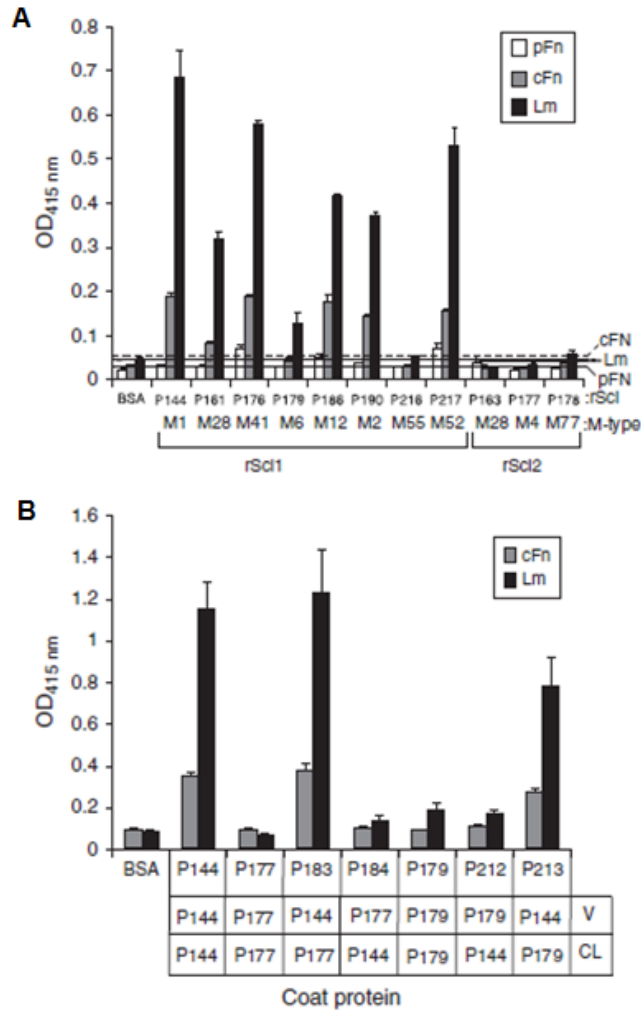 A
0.8
0.7
0.6
0.5
0.4
0.3
0.2
0.1
0
OD415 nm
pFn
cFn
Lm
cFN
Lm
pFN
BSA P144 P161 P176 P179 P186 P190 P216 P217 P163 P177 P178 :rScl
M1 M28 M41 M6 M12 M2 M55 M52 M28 M4 M77 :M-type
rScl1 rScl2
B
1.6
1.4
1.2
1
0.8
0.6
0.4
0.2
0
OD415 nm
cFn
Lm
BSA P144 P177 P183 P184 P179 P212 P213
P144 P177 P144 P177 P179 P179 P144 V
P144 P177 P177 P144 P179 P144 P179 CL
Coat protein